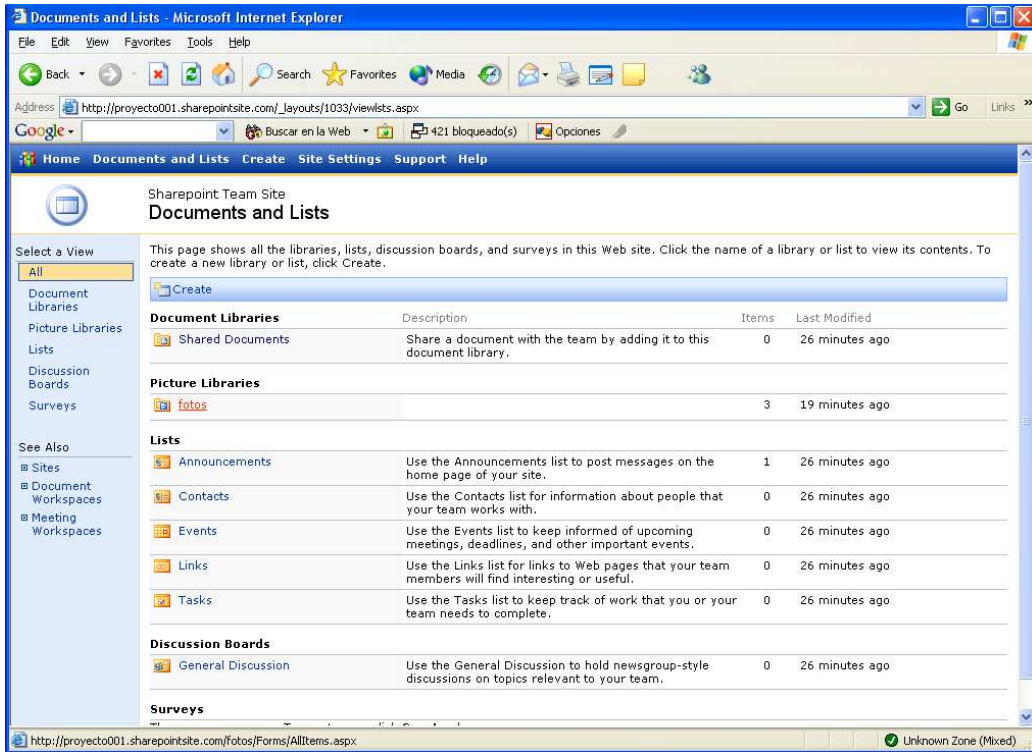 Documents and Lists - Microsoft Internet Explorer
File Edit View Favorites Tools Help
Back Search Favorites Media
Address http://proyecto001.sharepointsite.com/_layouts/1033/viewlsts.aspx Go Links »
Google Buscar en la Web 421 bloqueado(s) Opciones
Home Documents and Lists Create Site Settings Support Help
Sharepoint Team Site
Documents and Lists
Select a View
All
Document
Libraries
Picture Libraries
Lists
Discussion
Boards
Surveys
See Also
Sites
Document
Workspaces
Meeting
Workspaces
This page shows all the libraries, lists, discussion boards, and surveys in this Web site. Click the name of a library or list to view its contents. To
create a new library or list, click Create.
Create
Document Libraries Description Items Last Modified
Shared Documents Share a document with the team by adding it to this 0 26 minutes ago
document library.
Picture Libraries
fotos 3 19 minutes ago
Lists
Announcements Use the Announcements list to post messages on the 1 26 minutes ago
home page of your site.
Contacts Use the Contacts list for information about people that 0 26 minutes ago
your team works with.
Events Use the Events list to keep informed of upcoming 0 26 minutes ago
meetings, deadlines, and other important events.
Links Use the Links list for links to Web pages that your team 0 26 minutes ago
members will find interesting or useful.
Tasks Use the Tasks list to keep track of work that you or your 0 26 minutes ago
team needs to complete.
Discussion Boards
General Discussion Use the General Discussion to hold newsgroup-style 0 26 minutes ago
discussions on topics relevant to your team.
Surveys
http://proyecto001.sharepointsite.com/fotos/Forms/AllItems.aspx Unknown Zone (Mixed)